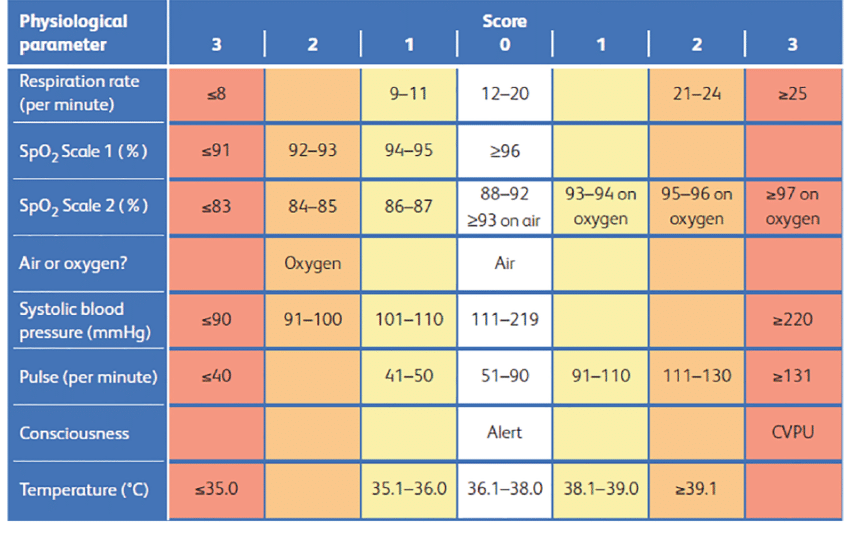 Physiological parameter Score
3 2 1 0 1 2 3
Respiration rate (per minute) ≤8 9–11 12–20 21–24 ≥25
SpO₂ Scale 1 (%) ≤91 92–93 94–95 ≥96
SpO₂ Scale 2 (%) ≤83 84–85 86–87 88–92 ≥93 on air 93–94 on oxygen 95–96 on oxygen ≥97 on oxygen
Air or oxygen? Oxygen Air
Systolic blood pressure (mmHg) ≤90 91–100 101–110 111–219 ≥220
Pulse (per minute) ≤40 41–50 51–90 91–110 111–130 ≥131
Consciousness Alert CVPU
Temperature (°C) ≤35.0 35.1–36.0 36.1–38.0 38.1–39.0 ≥39.1